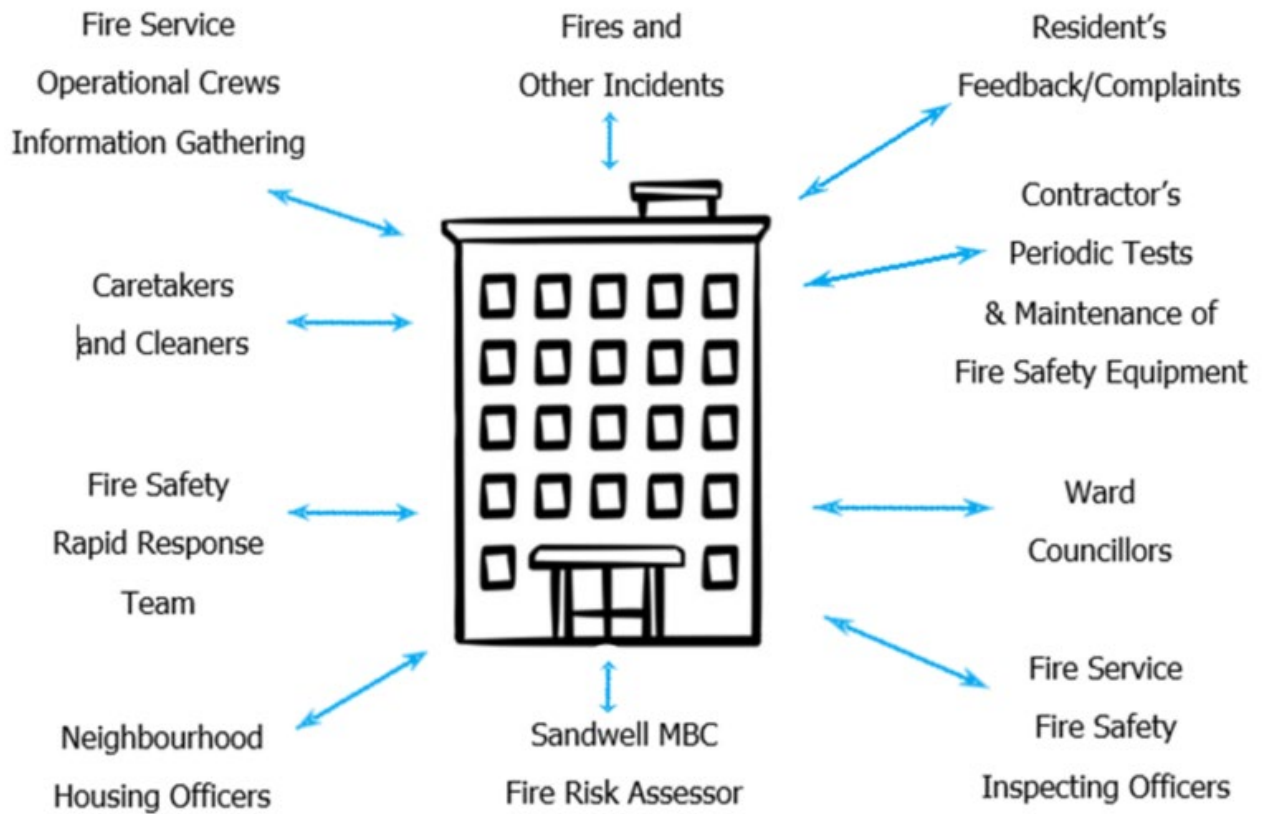 Fire Service
Operational Crews
Information Gathering
Fires and
Other Incidents
Resident's
Feedback/Complaints
Contractor's
Periodic Tests
& Maintenance of
Fire Safety Equipment
Caretakers
and Cleaners
Fire Safety
Rapid Response
Team
Ward
Councillors
Neighbourhood
Housing Officers
Sandwell MBC
Fire Risk Assessor
Fire Service
Fire Safety
Inspecting Officers